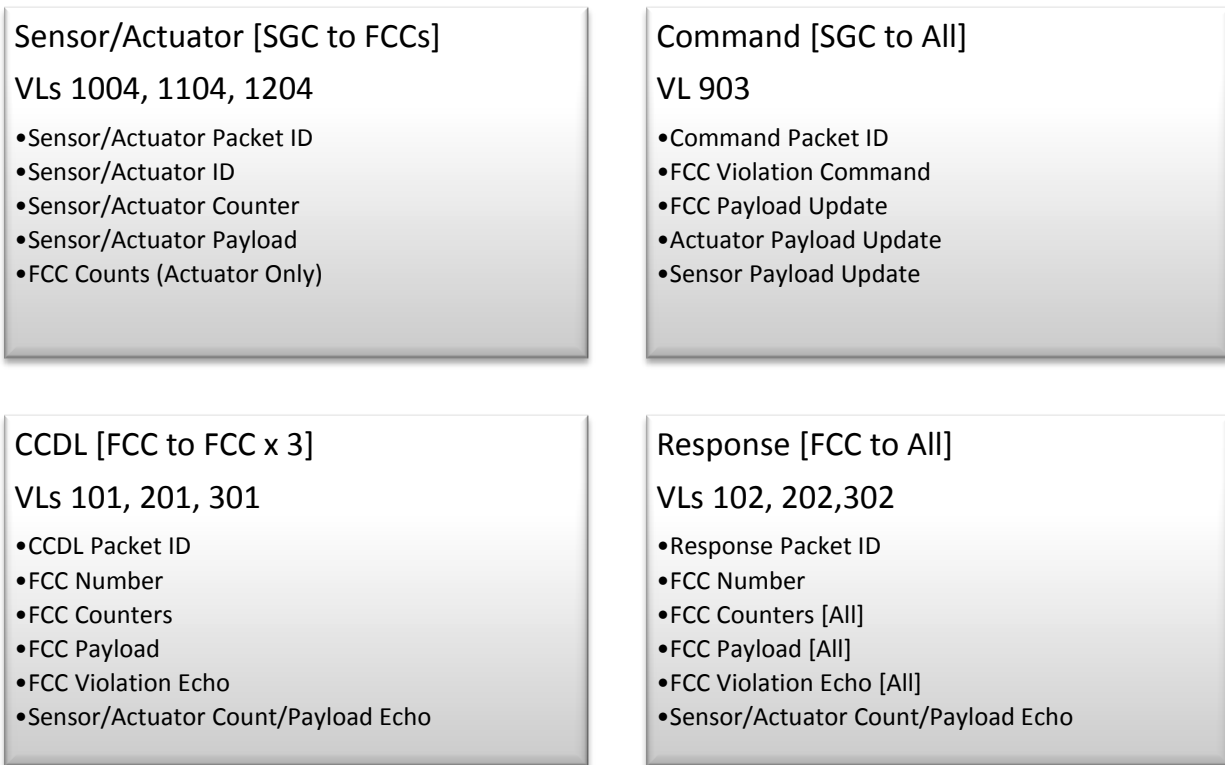 Sensor/Actuator [SGC to FCCs]
VLs 1004, 1104, 1204
•Sensor/Actuator Packet ID
•Sensor/Actuator ID
•Sensor/Actuator Counter
•Sensor/Actuator Payload
•FCC Counts (Actuator Only)
Command [SGC to All]
VL 903
•Command Packet ID
•FCC Violation Command
•FCC Payload Update
•Actuator Payload Update
•Sensor Payload Update
CCDL [FCC to FCC x 3]
VLs 101, 201, 301
•CCDL Packet ID
•FCC Number
•FCC Counters
•FCC Payload
•FCC Violation Echo
•Sensor/Actuator Count/Payload Echo
Response [FCC to All]
VLs 102, 202,302
•Response Packet ID
•FCC Number
•FCC Counters [All]
•FCC Payload [All]
•FCC Violation Echo [All]
•Sensor/Actuator Count/Payload Echo